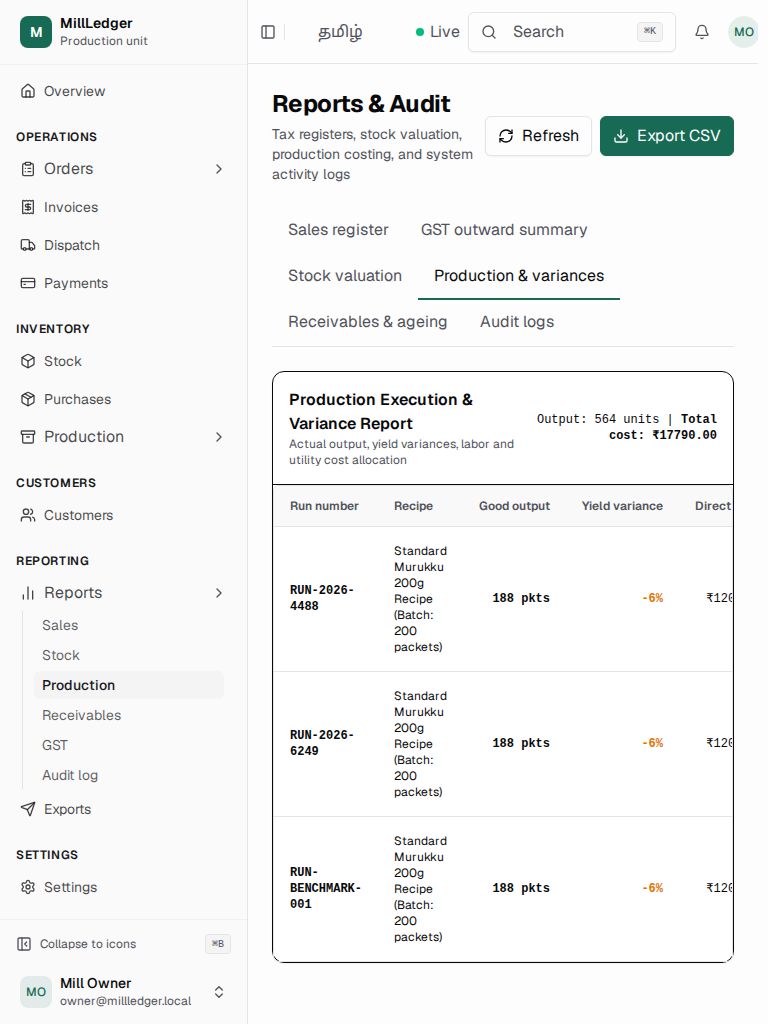 M
MillLedger
Production unit
Overview
OPERATIONS
Orders
Invoices
Dispatch
Payments
INVENTORY
Stock
Purchases
Production
CUSTOMERS
Customers
REPORTING
Reports
Sales
Stock
Production
Receivables
GST
Audit log
Exports
SETTINGS
Settings
Collapse to icons
⌘B
MO
Mill Owner
owner@millledger.local
தமிழ்
Live
Search
⌘K
MO
Reports & Audit
Tax registers, stock valuation,
production costing, and system
activity logs
Refresh
Export CSV
Sales register
GST outward summary
Stock valuation
Production & variances
Receivables & ageing
Audit logs
Production Execution &
Variance Report
Actual output, yield variances, labor and
utility cost allocation
Output: 564 units | Total
cost: ₹17790.00
Run number
Recipe
Good output
Yield variance
Direct
RUN-2026-
4488
Standard
Murukku
200g
Recipe
(Batch:
200
packets)
188 pkts
-6%
₹120
RUN-2026-
6249
Standard
Murukku
200g
Recipe
(Batch:
200
packets)
188 pkts
-6%
₹120
RUN-
BENCHMARK-
001
Standard
Murukku
200g
Recipe
(Batch:
200
packets)
188 pkts
-6%
₹120